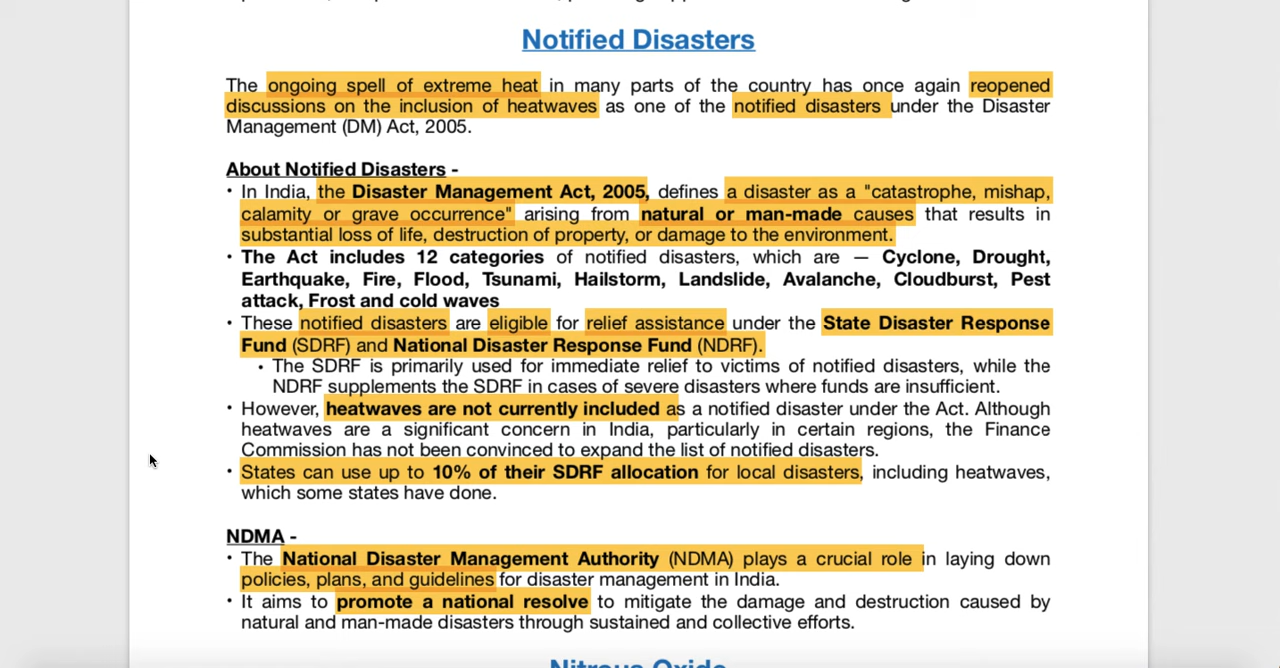 Notified Disasters
The ongoing spell of extreme heat in many parts of the country has once again reopened
discussions on the inclusion of heatwaves as one of the notified disasters under the Disaster
Management (DM) Act, 2005.
About Notified Disasters -
• In India, the Disaster Management Act, 2005, defines a disaster as a "catastrophe, mishap,
calamity or grave occurrence" arising from natural or man-made causes that results in
substantial loss of life, destruction of property, or damage to the environment.
• The Act includes 12 categories of notified disasters, which are — Cyclone, Drought,
Earthquake, Fire, Flood, Tsunami, Hailstorm, Landslide, Avalanche, Cloudburst, Pest
attack, Frost and cold waves
• These notified disasters are eligible for relief assistance under the State Disaster Response
Fund (SDRF) and National Disaster Response Fund (NDRF).
• The SDRF is primarily used for immediate relief to victims of notified disasters, while the
NDRF supplements the SDRF in cases of severe disasters where funds are insufficient.
• However, heatwaves are not currently included as a notified disaster under the Act. Although
heatwaves are a significant concern in India, particularly in certain regions, the Finance
Commission has not been convinced to expand the list of notified disasters.
• States can use up to 10% of their SDRF allocation for local disasters, including heatwaves,
which some states have done.
NDMA -
• The National Disaster Management Authority (NDMA) plays a crucial role in laying down
policies, plans, and guidelines for disaster management in India.
• It aims to promote a national resolve to mitigate the damage and destruction caused by
natural and man-made disasters through sustained and collective efforts.
Nitrous Oxide